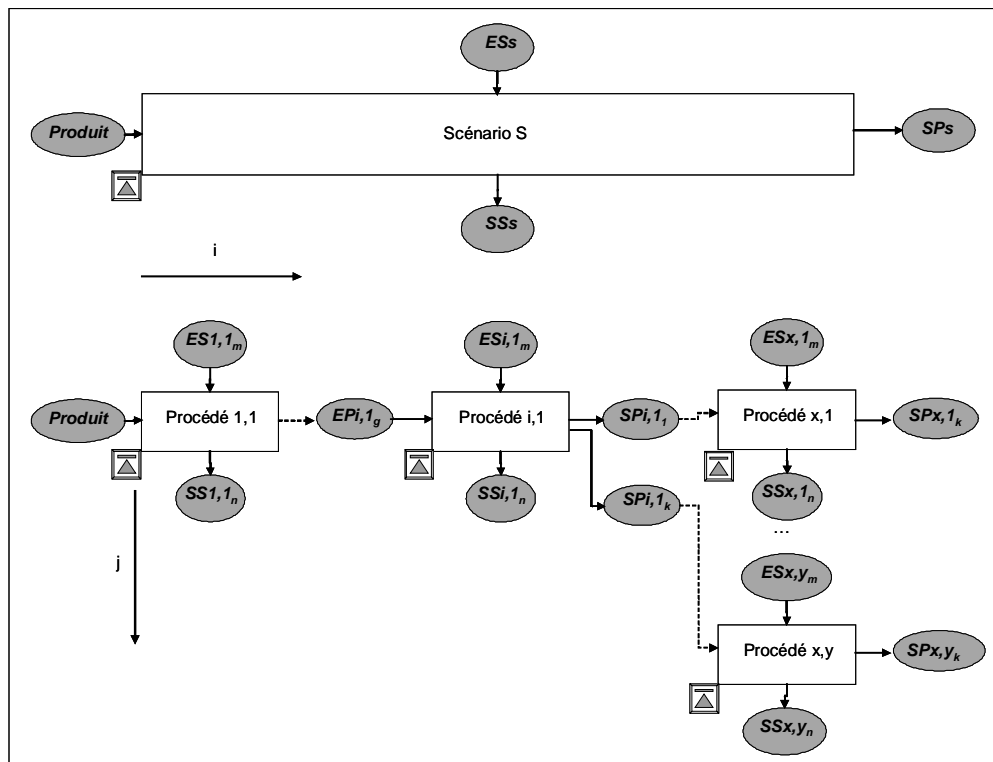 ESs
Produit
Scénario S
SPs
SSs
i
ES1,1m
ESi,1m
ESx,1m
Produit
Procédé 1,1
EPi,1g
Procédé i,1
SPi,11
Procédé x,1
SPx,1k
SS1,1n
SSi,1n
SPi,1k
SSx,1n
...
j
ESx,ym
Procédé x,y
SPx,yk
SSx,yn